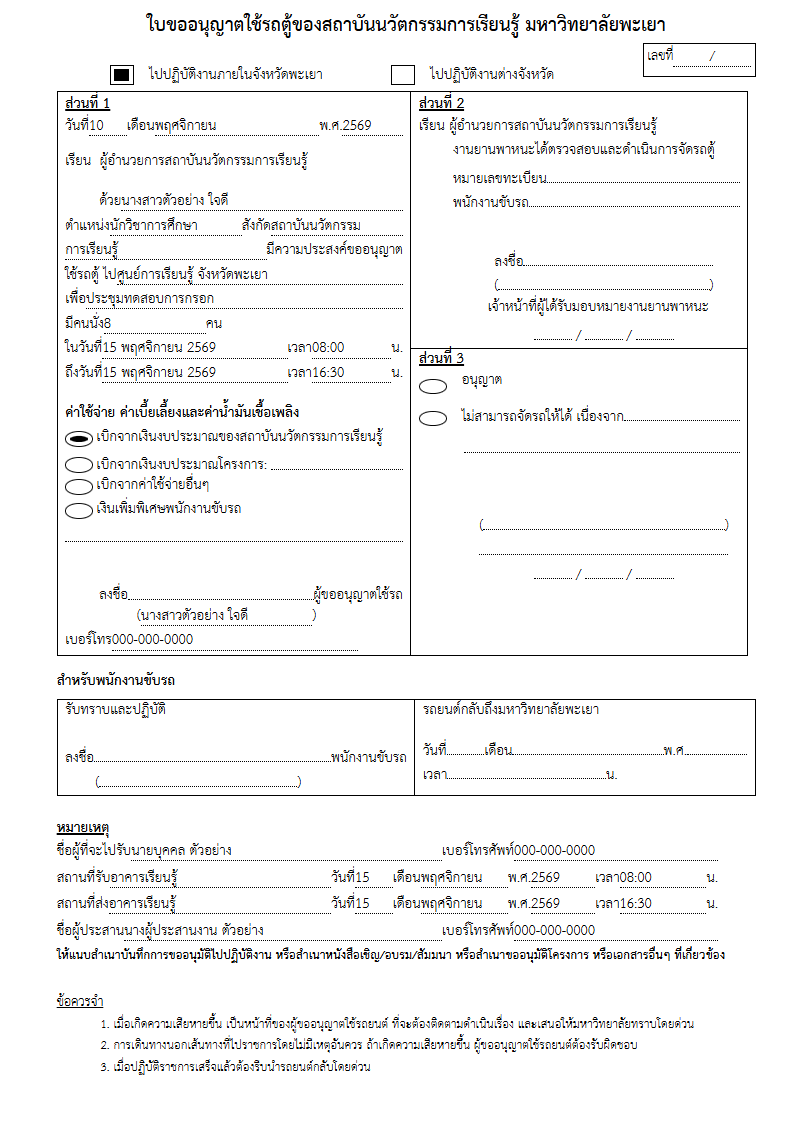 ใบขออนุญาตใช้รถตู้ของสถาบันนวัตกรรมการเรียนรู้ มหาวิทยาลัยพะเยา
เลขที่ /
ไปปฏิบัติงานภายในจังหวัดพะเยา ไปปฏิบัติงานต่างจังหวัด
ส่วนที่ 1
วันที่10 เดือนพฤศจิกายน พ.ศ.2569
เรียน ผู้อำนวยการสถาบันนวัตกรรมการเรียนรู้
ด้วยนางสาวตัวอย่าง ใจดี
ตำแหน่งนักวิชาการศึกษา สังกัดสถาบันนวัตกรรม
การเรียนรู้ มีความประสงค์ขออนุญาต
ใช้รถตู้ ไปศูนย์การเรียนรู้ จังหวัดพะเยา
เพื่อประชุมทดสอบการกรอก
มีคนนั่ง8 คน
ในวันที่15 พฤศจิกายน 2569 เวลา08:00 น.
ถึงวันที่15 พฤศจิกายน 2569 เวลา16:30 น.
ค่าใช้จ่าย ค่าเบี้ยเลี้ยงและค่าน้ำมันเชื้อเพลิง
เบิกจากเงินงบประมาณของสถาบันนวัตกรรมการเรียนรู้
เบิกจากเงินงบประมาณโครงการ:
เบิกจากค่าใช้จ่ายอื่นๆ
เงินเพิ่มพิเศษพนักงานขับรถ
ลงชื่อ ผู้ขออนุญาตใช้รถ
(นางสาวตัวอย่าง ใจดี )
เบอร์โทร000-000-0000
ส่วนที่ 2
เรียน ผู้อำนวยการสถาบันนวัตกรรมการเรียนรู้
งานยานพาหนะได้ตรวจสอบและดำเนินการจัดรถตู้
หมายเลขทะเบียน
พนักงานขับรถ
ลงชื่อ
( )
เจ้าหน้าที่ผู้ได้รับมอบหมายงานยานพาหนะ
/ /
ส่วนที่ 3
อนุญาต
ไม่สามารถจัดรถให้ได้ เนื่องจาก
( )
/ /
สำหรับพนักงานขับรถ
รับทราบและปฏิบัติ
ลงชื่อ พนักงานขับรถ
( )
รถยนต์กลับถึงมหาวิทยาลัยพะเยา
วันที่ เดือน พ.ศ.
เวลา น.
หมายเหตุ
ชื่อผู้ที่จะไปรับนายบุคคล ตัวอย่าง เบอร์โทรศัพท์000-000-0000
สถานที่รับอาคารเรียนรู้ วันที่15 เดือนพฤศจิกายน พ.ศ.2569 เวลา08:00 น.
สถานที่ส่งอาคารเรียนรู้ วันที่15 เดือนพฤศจิกายน พ.ศ.2569 เวลา16:30 น.
ชื่อผู้ประสานนางผู้ประสานงาน ตัวอย่าง เบอร์โทรศัพท์000-000-0000
ให้แนบสำเนาบันทึกการขออนุมัติไปปฏิบัติงาน หรือสำเนาหนังสือเชิญ/อบรม/สัมมนา หรือสำเนาขออนุมัติโครงการ หรือเอกสารอื่นๆ ที่เกี่ยวข้อง
ข้อควรจำ
1. เมื่อเกิดความเสียหายขึ้น เป็นหน้าที่ของผู้ขออนุญาตใช้รถยนต์ ที่จะต้องติดตามดำเนินเรื่อง และเสนอให้มหาวิทยาลัยทราบโดยด่วน
2. การเดินทางนอกเส้นทางที่ไปราชการโดยไม่มีเหตุอันควร ถ้าเกิดความเสียหายขึ้น ผู้ขออนุญาตใช้รถยนต์ต้องรับผิดชอบ
3. เมื่อปฏิบัติราชการเสร็จแล้วต้องรีบนำรถยนต์กลับโดยด่วน